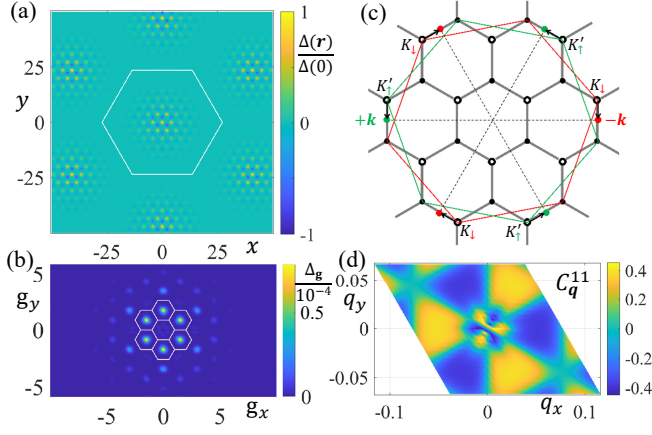 (a)
1
Δ(r)
Δ(0)
-1
50
25
y
0
-25
-25
0
x
25
50
(b)
5
g_y
0
-5
-5
0
g_x
5
Δ_g
10⁻⁴
0.5
0
(c)
K↓
K'↑
K'↑
K↓
+k
-k
K↓
K'↑
(d)
0.05
q_y
0
-0.05
-0.1
0
q_x
0.1
C_q^11
0.4
0.2
0
-0.2
-0.4